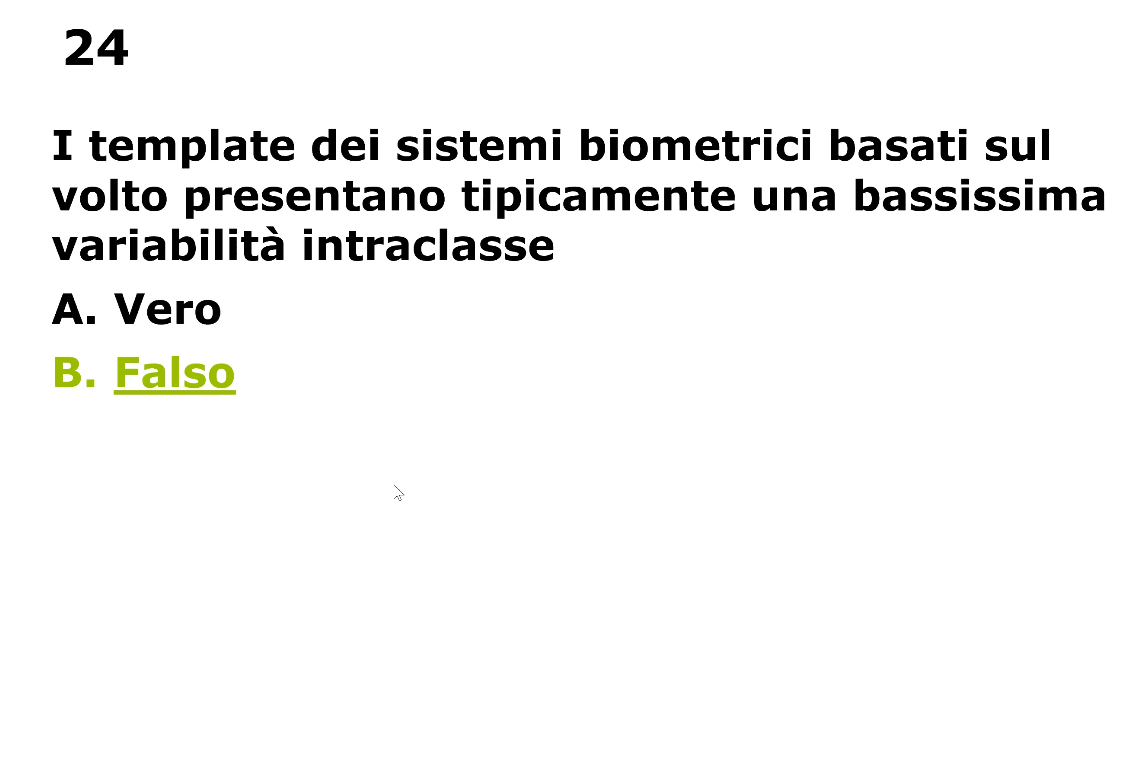 24
I template dei sistemi biometrici basati sul
volto presentano tipicamente una bassissima
variabilità intraclasse
A. Vero
B. Falso